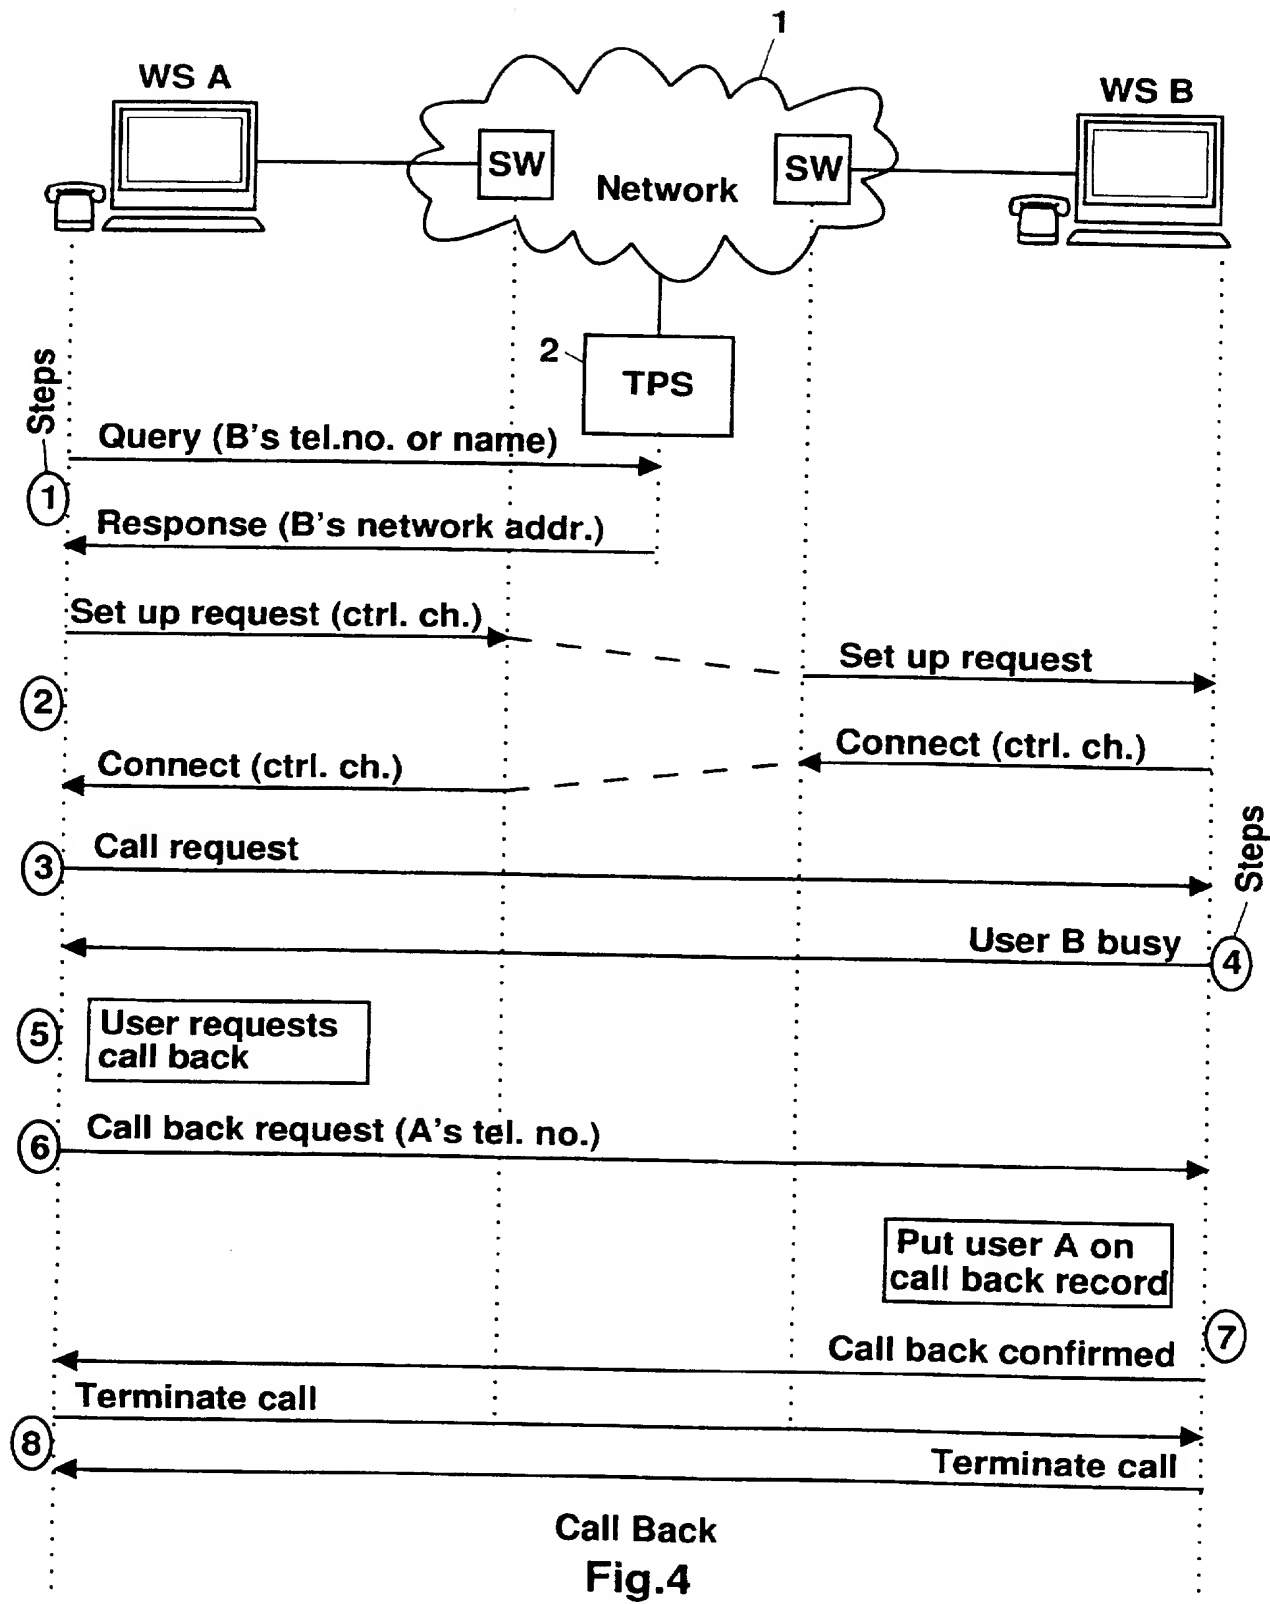 1
WS A
WS B
SW
SW
Network
2
TPS
Steps
Query (B's tel.no. or name)
1
Response (B's network addr.)
Set up request (ctrl. ch.)
Set up request
2
Connect (ctrl. ch.)
Connect (ctrl. ch.)
Steps
3
Call request
User B busy
4
5
User requests
call back
6
Call back request (A's tel. no.)
Put user A on
call back record
7
Call back confirmed
Terminate call
8
Terminate call
Call Back
Fig.4